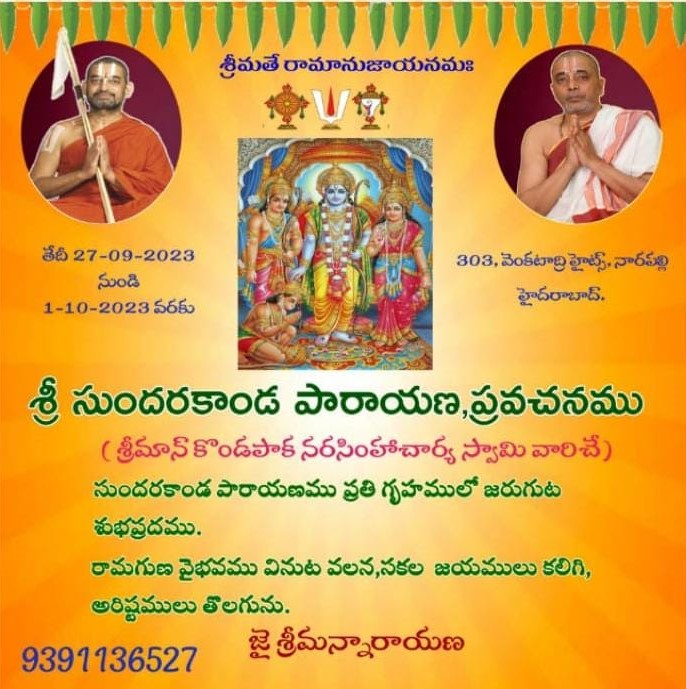 శ్రీమతే రామానుజాయనమః
తేదీ 27-09-2023
నుండి
1-10-2023 వరకు
303, వెంకటాద్రి హైట్స్, నారపల్లి
హైదరాబాద్.
శ్రీ సుందరకాండ పారాయణ,ప్రవచనము
( శ్రీమాన్ కొండపాక నరసింహాచార్య స్వామి వారిచే)
సుందరకాండ పారాయణము ప్రతి గృహములో జరుగుట
శుభప్రదము.
రామగుణ వైభవము వినుట వలన,సకల జయములు కలిగి,
అరిష్టములు తొలగును.
జై శ్రీమన్నారాయణ
9391136527